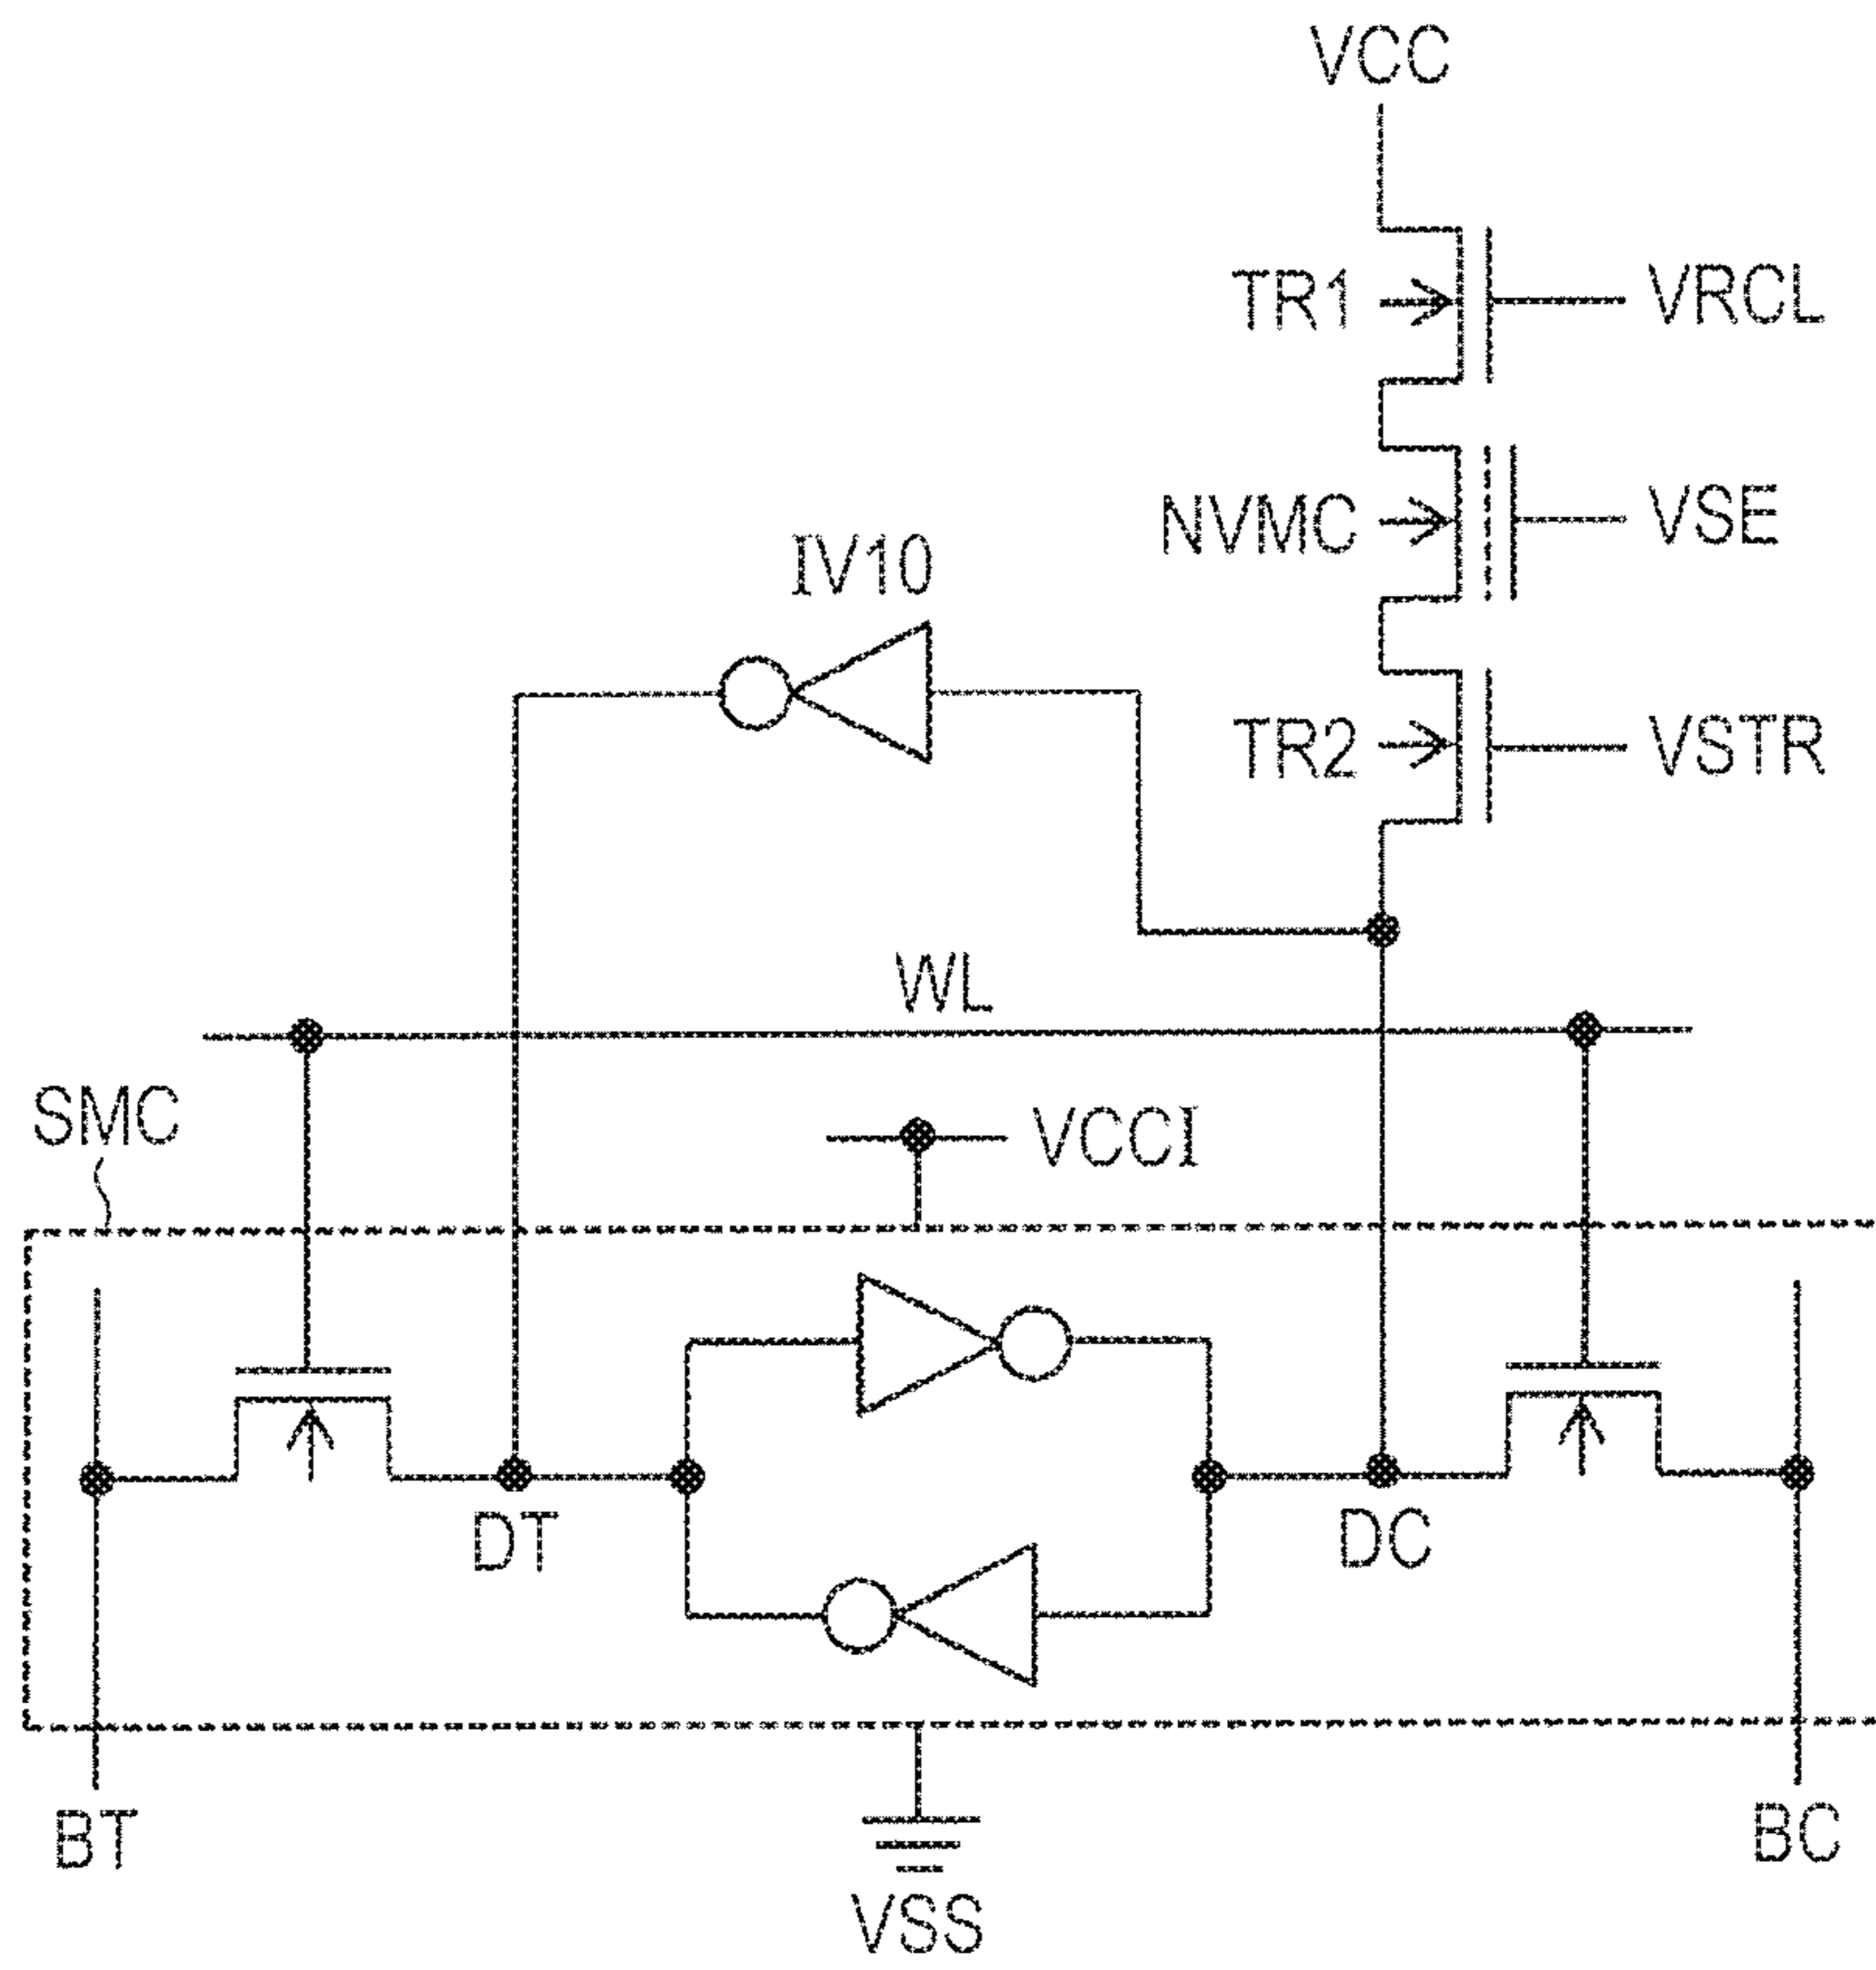 VCC
TR1
VRCL
NVMC
VSE
IV10
TR2
VSTR
WL
SMC
VCCI
DT
DC
BT
BC
VSS